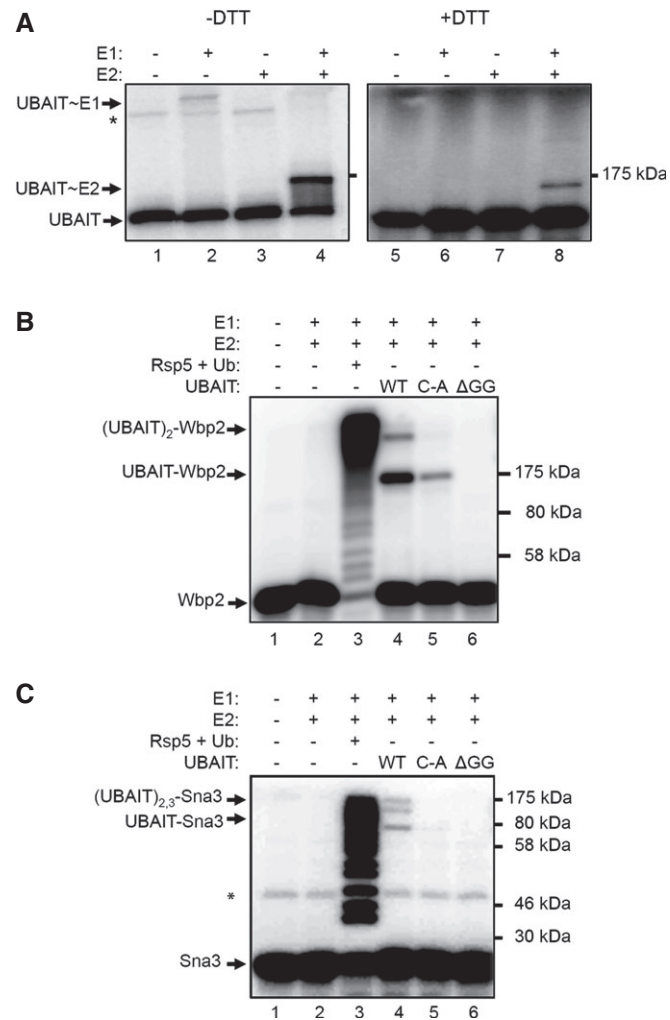 A
-DTT +DTT
E1: - + - + - + - +
E2: - - + + - - + +
UBAIT~E1
*
UBAIT~E2
UBAIT
175 kDa
1 2 3 4 5 6 7 8
B
E1: - + + + + +
E2: - + + + + +
Rsp5 + Ub: - - + - - -
UBAIT: - - - WT C-A ΔGG
(UBAIT)2-Wbp2
UBAIT-Wbp2
175 kDa
80 kDa
58 kDa
Wbp2
1 2 3 4 5 6
C
E1: - + + + + +
E2: - + + + + +
Rsp5 + Ub: - - + - - -
UBAIT: - - - WT C-A ΔGG
(UBAIT)2,3-Sna3
175 kDa
UBAIT-Sna3
80 kDa
58 kDa
*
46 kDa
30 kDa
Sna3
1 2 3 4 5 6